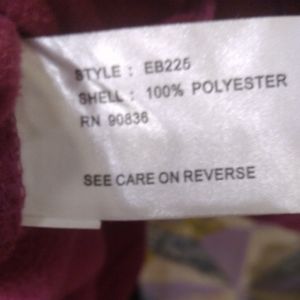 STYLE : EB225
SHELL : 100% POLYESTER
RN 90836
SEE CARE ON REVERSE